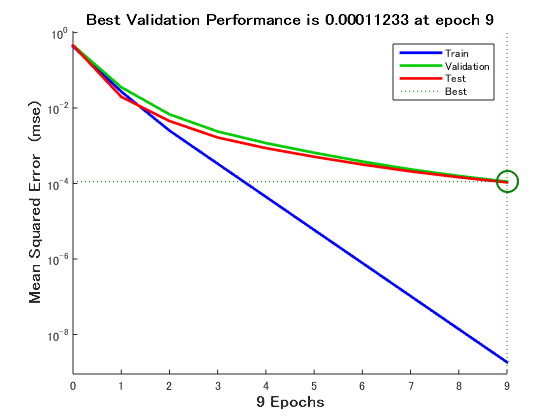 Best Validation Performance is 0.00011233 at epoch 9
Mean Squared Error (mse)
10^0
10^-2
10^-4
10^-6
10^-8
Train
Validation
Test
Best
0 1 2 3 4 5 6 7 8 9
9 Epochs